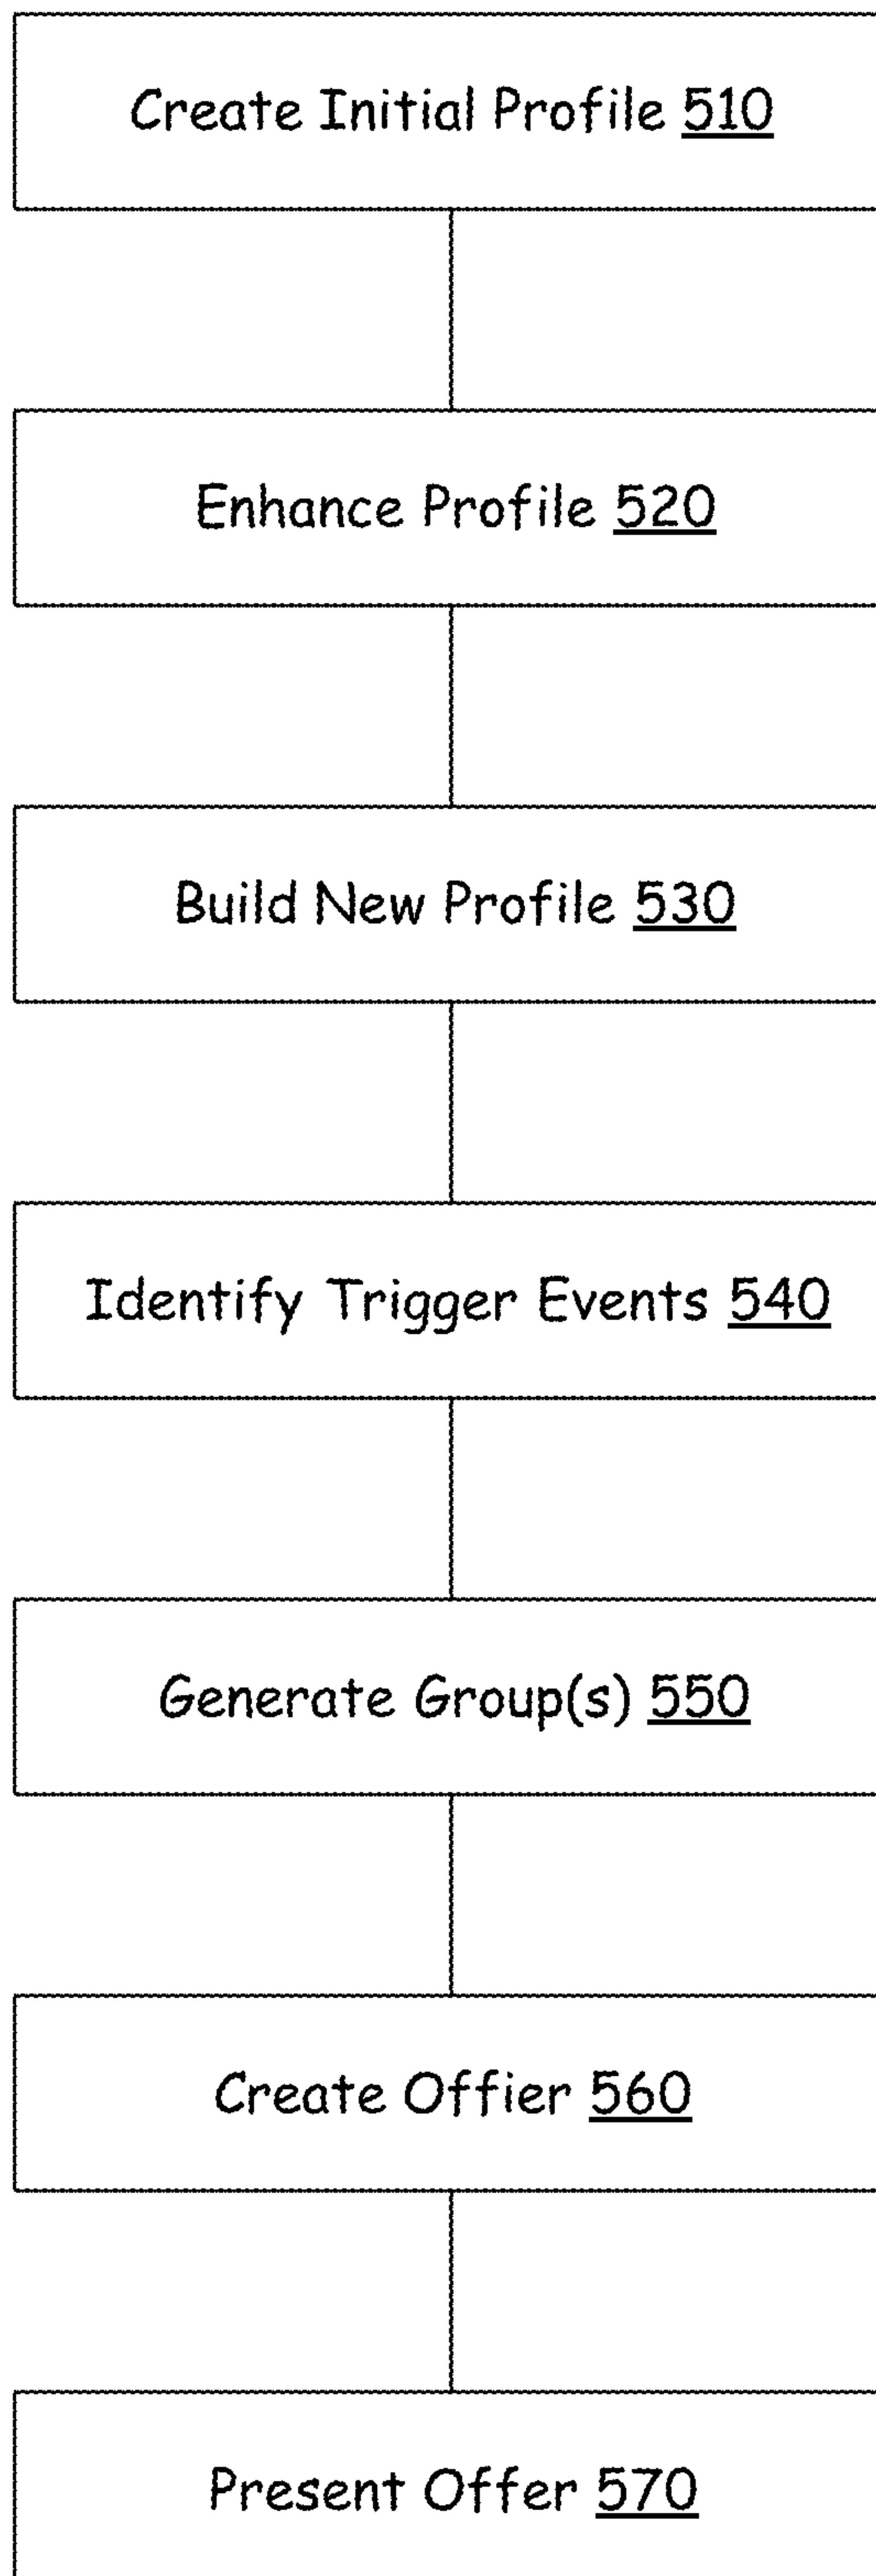 Create Initial Profile 510
Enhance Profile 520
Build New Profile 530
Identify Trigger Events 540
Generate Group(s) 550
Create Offier 560
Present Offer 570